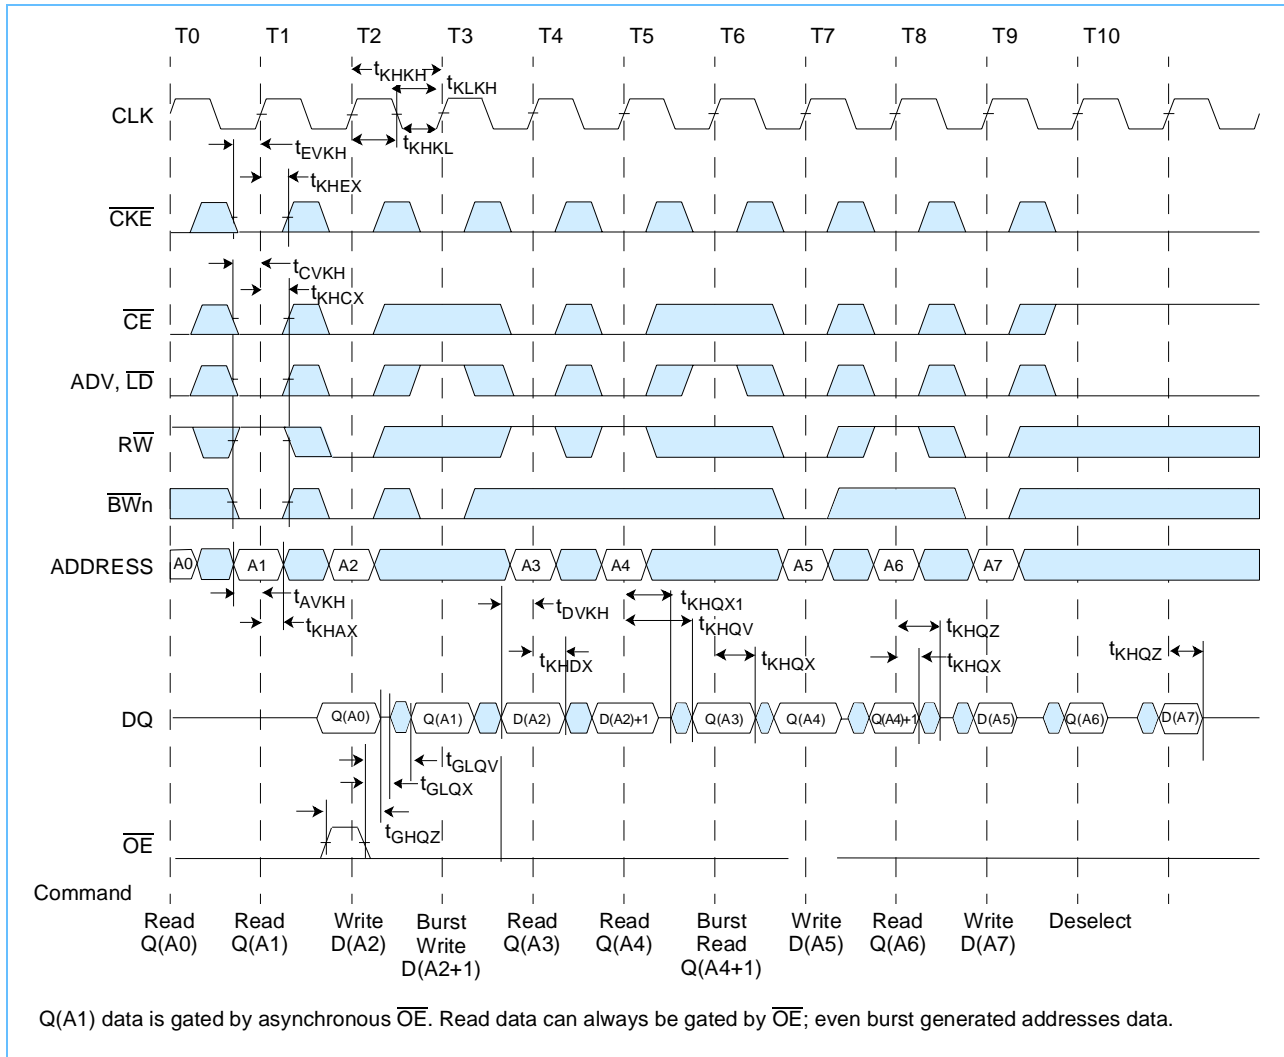 T0 T1 T2 T3 T4 T5 T6 T7 T8 T9 T10
tKHKH
tKLKH
CLK
tKHKL
tEVKH
tKHEX
CKE
tCVKH
tKHCX
CE
ADV, LD
RW
BWn
ADDRESS A0 A1 A2 A3 A4 A5 A6 A7
tAVKH
tKHAX
tDVKH
tKHDX
tKHQX1
tKHQV
tKHQX
tKHQZ
tKHQX
tKHQZ
DQ Q(A0) Q(A1) D(A2) D(A2)+1 Q(A3) Q(A4) Q(A4)+1 D(A5) Q(A6) D(A7)
tGLQV
tGLQX
tGHQZ
OE
Command
Read Q(A0)
Read Q(A1)
Write D(A2)
Burst Write D(A2+1)
Read Q(A3)
Read Q(A4)
Burst Read Q(A4+1)
Write D(A5)
Read Q(A6)
Write D(A7)
Deselect
Q(A1) data is gated by asynchronous OE. Read data can always be gated by OE; even burst generated addresses data.